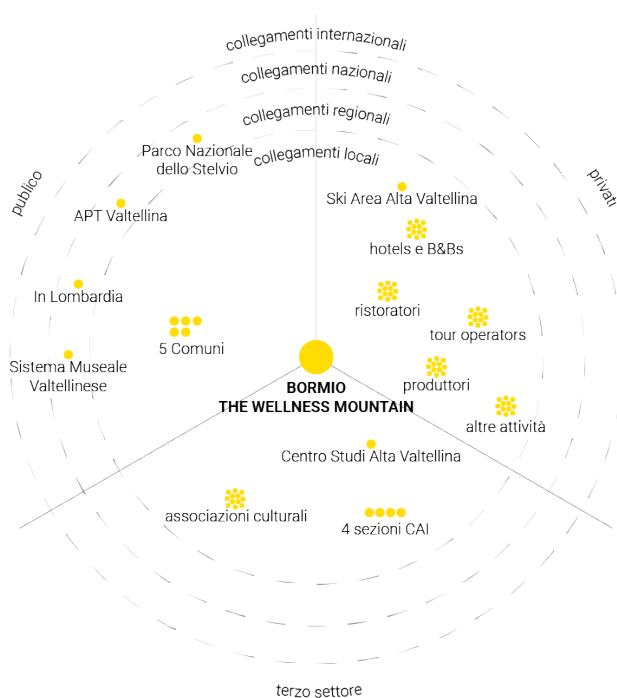 collegamenti internazionali
collegamenti nazionali
collegamenti regionali
collegamenti locali
publico
privati
Parco Nazionale
dello Stelvio
APT Valtellina
In Lombardia
Sistema Museale
Valtellinese
5 Comuni
Ski Area Alta Valtellina
hotels e B&Bs
ristoratori
tour operators
produttori
altre attività
BORMIO
THE WELLNESS MOUNTAIN
Centro Studi Alta Valtellina
associazioni culturali
4 sezioni CAI
terzo settore